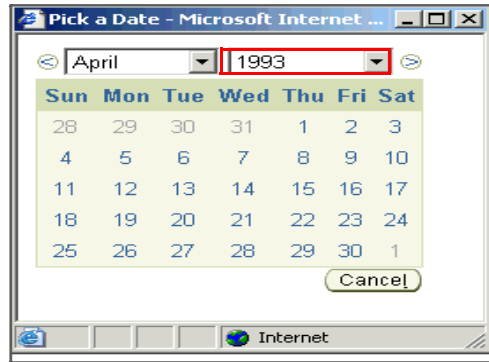 Pick a Date - Microsoft Internet ...
April 1993
Sun Mon Tue Wed Thu Fri Sat
28 29 30 31 1 2 3
4 5 6 7 8 9 10
11 12 13 14 15 16 17
18 19 20 21 22 23 24
25 26 27 28 29 30 1
Cancel
Internet